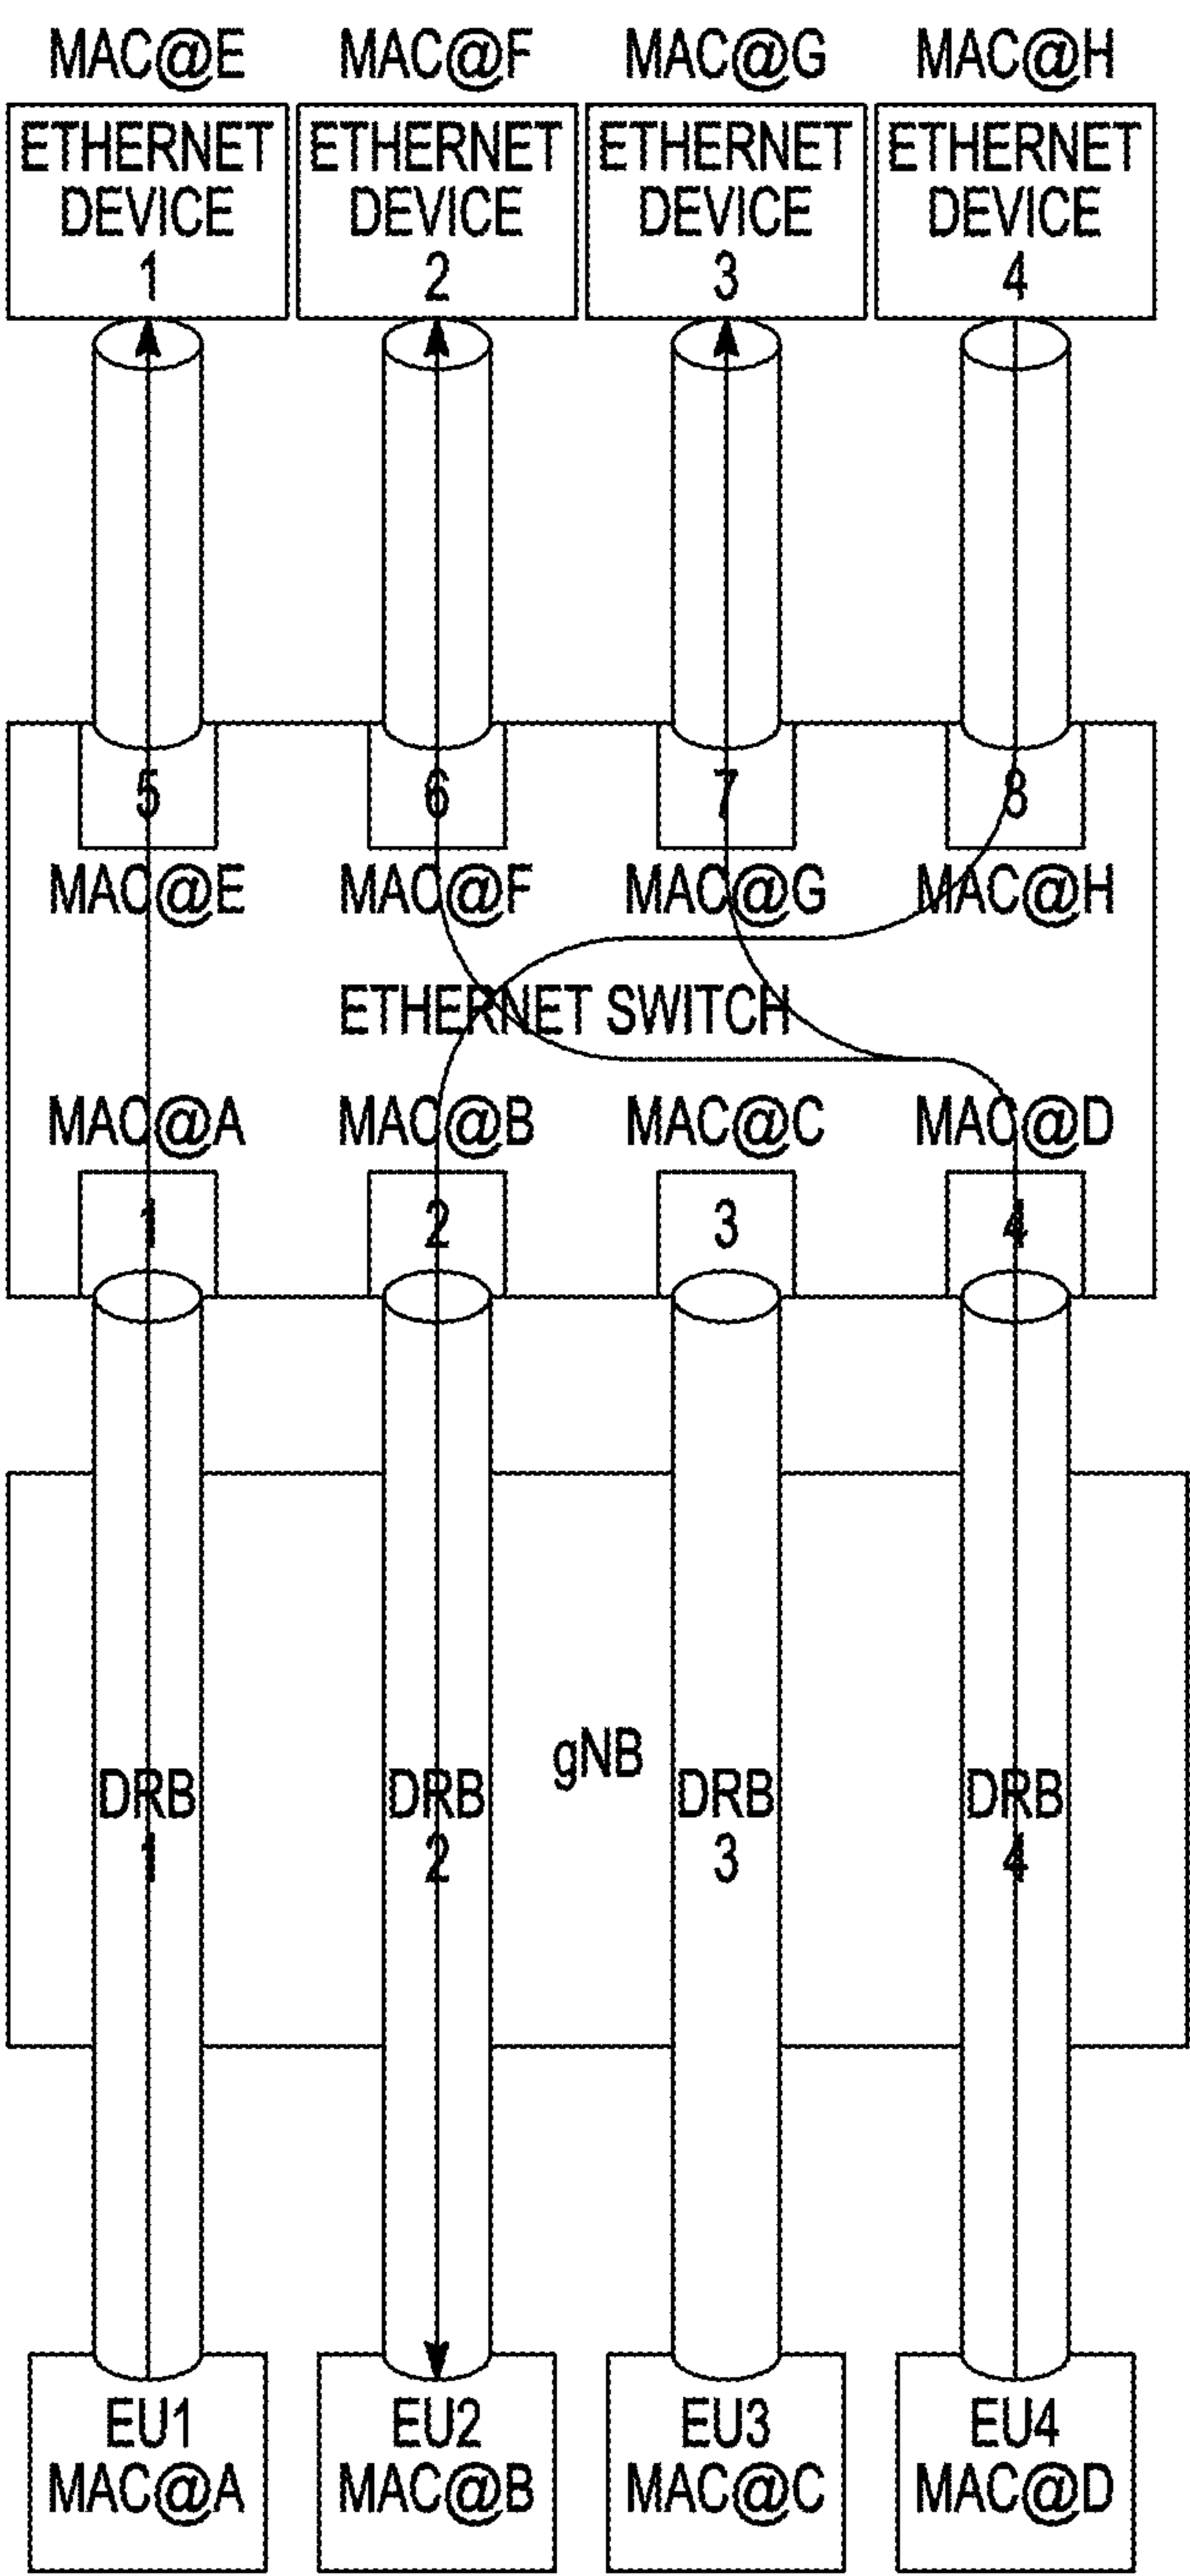 MAC@E MAC@F MAC@G MAC@H
ETHERNET DEVICE 1
ETHERNET DEVICE 2
ETHERNET DEVICE 3
ETHERNET DEVICE 4
5 6 7 8
MAC@E MAC@F MAC@G MAC@H
ETHERNET SWITCH
MAC@A MAC@B MAC@C MAC@D
1 2 3 4
gNB
DRB 1
DRB 2
DRB 3
DRB 4
EU1 MAC@A
EU2 MAC@B
EU3 MAC@C
EU4 MAC@D